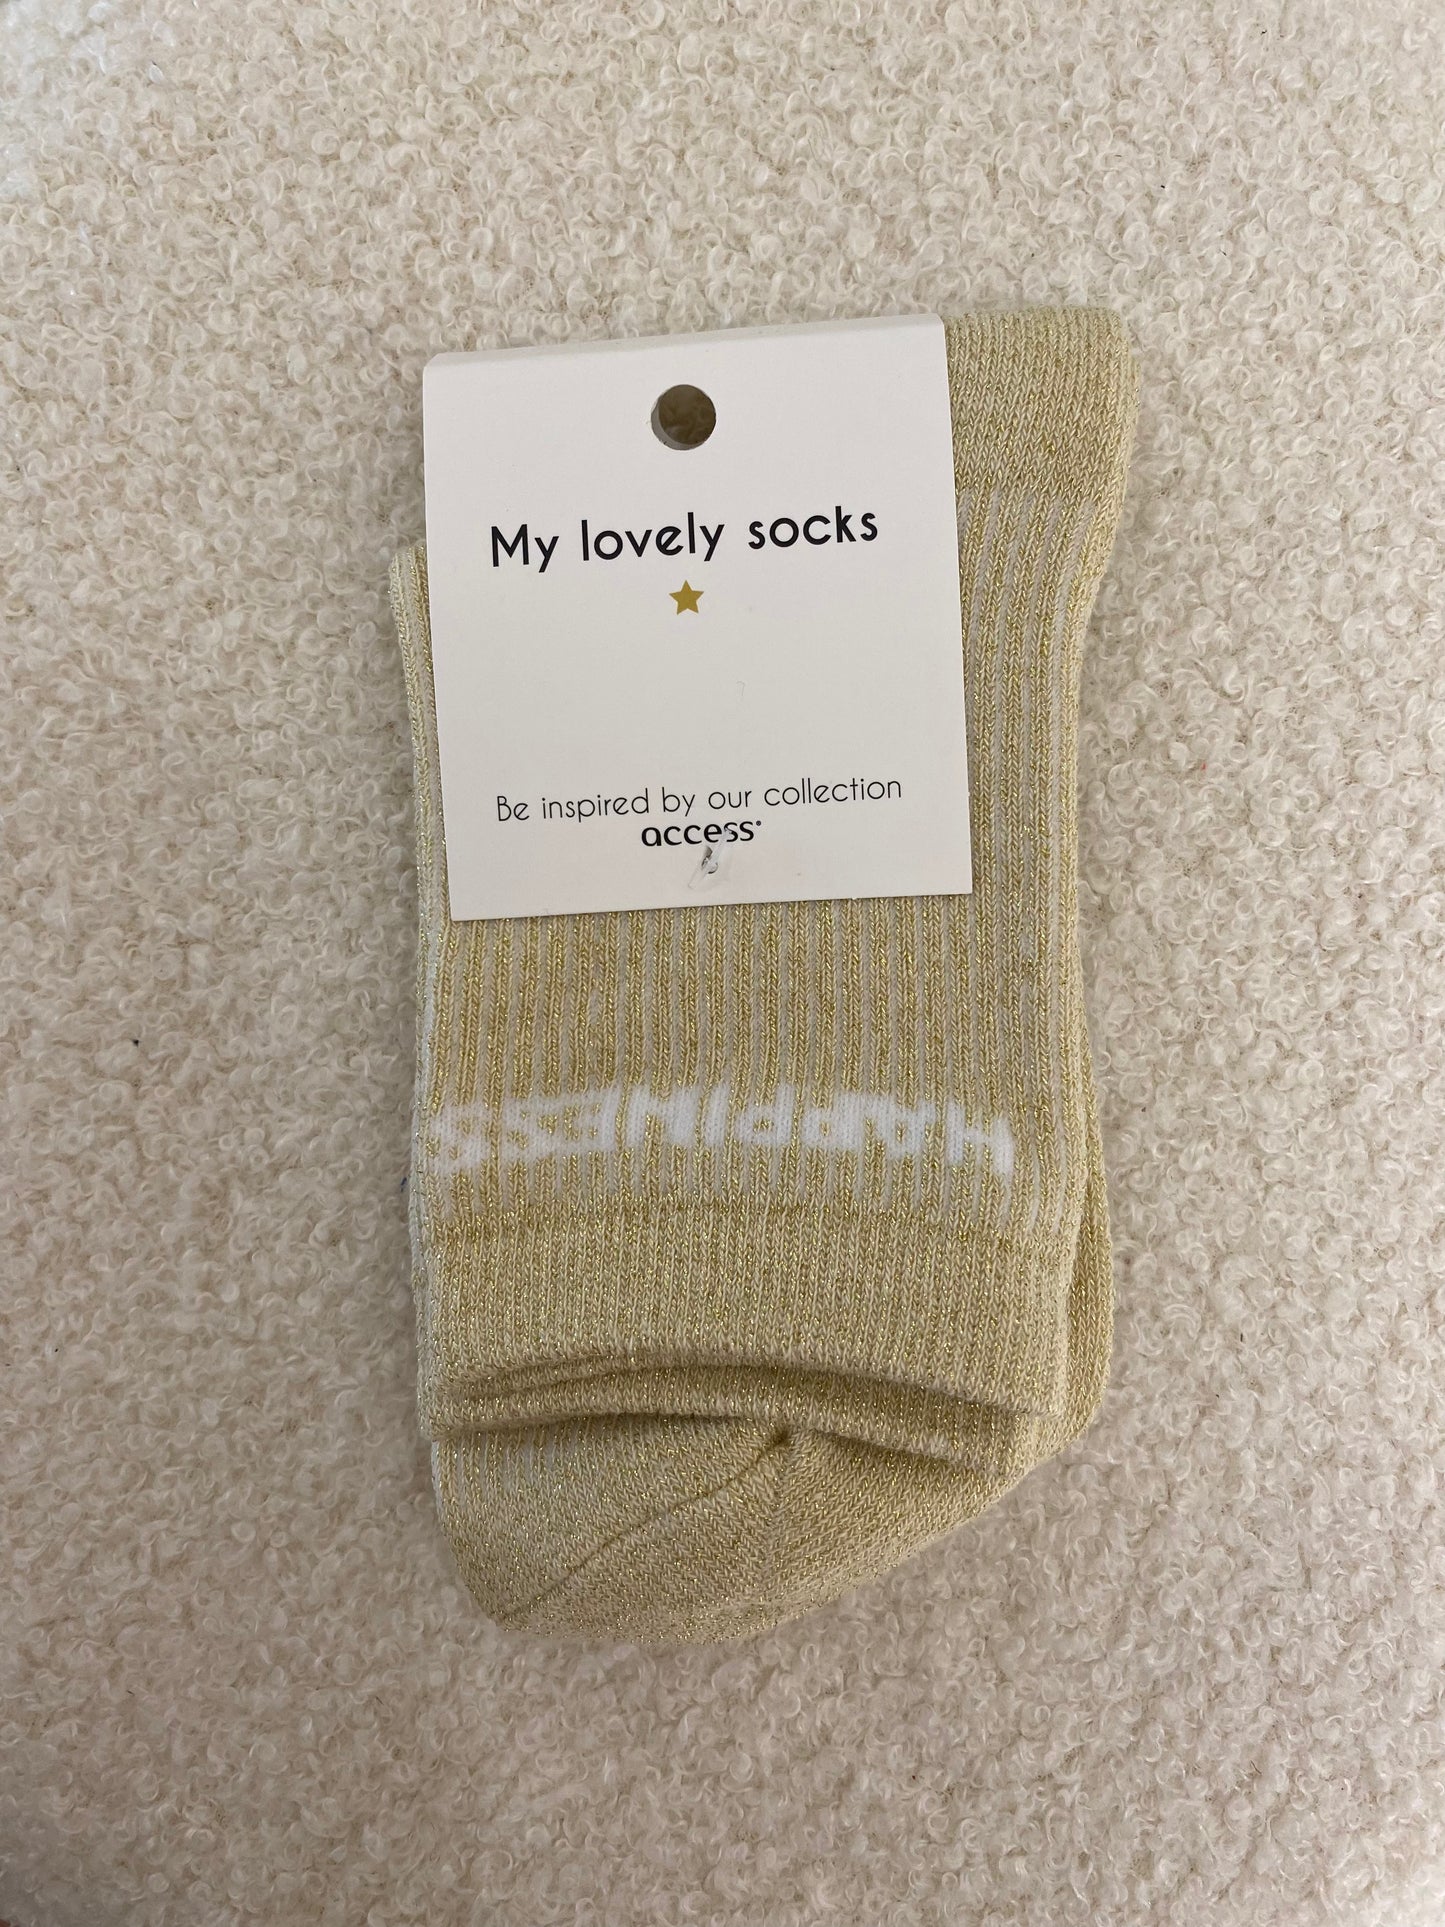 My lovely socks
Be inspired by our collection
access®
HAPPINESS